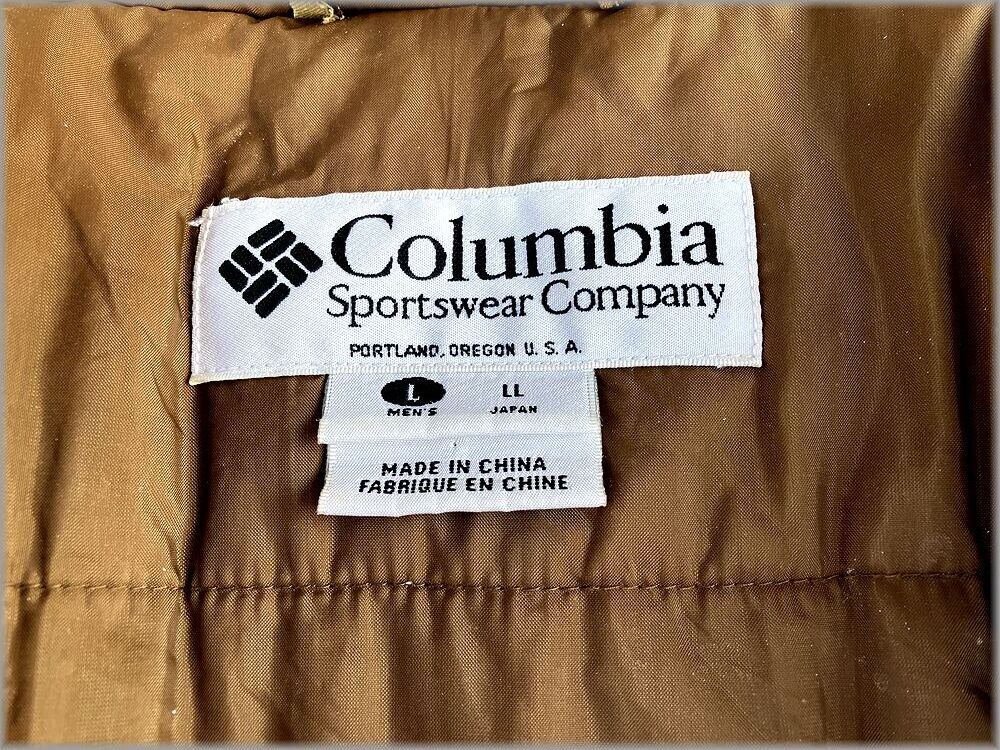 Columbia
Sportswear Company
PORTLAND, OREGON U. S. A.
L LL
MEN'S JAPAN
MADE IN CHINA
FABRIQUE EN CHINE